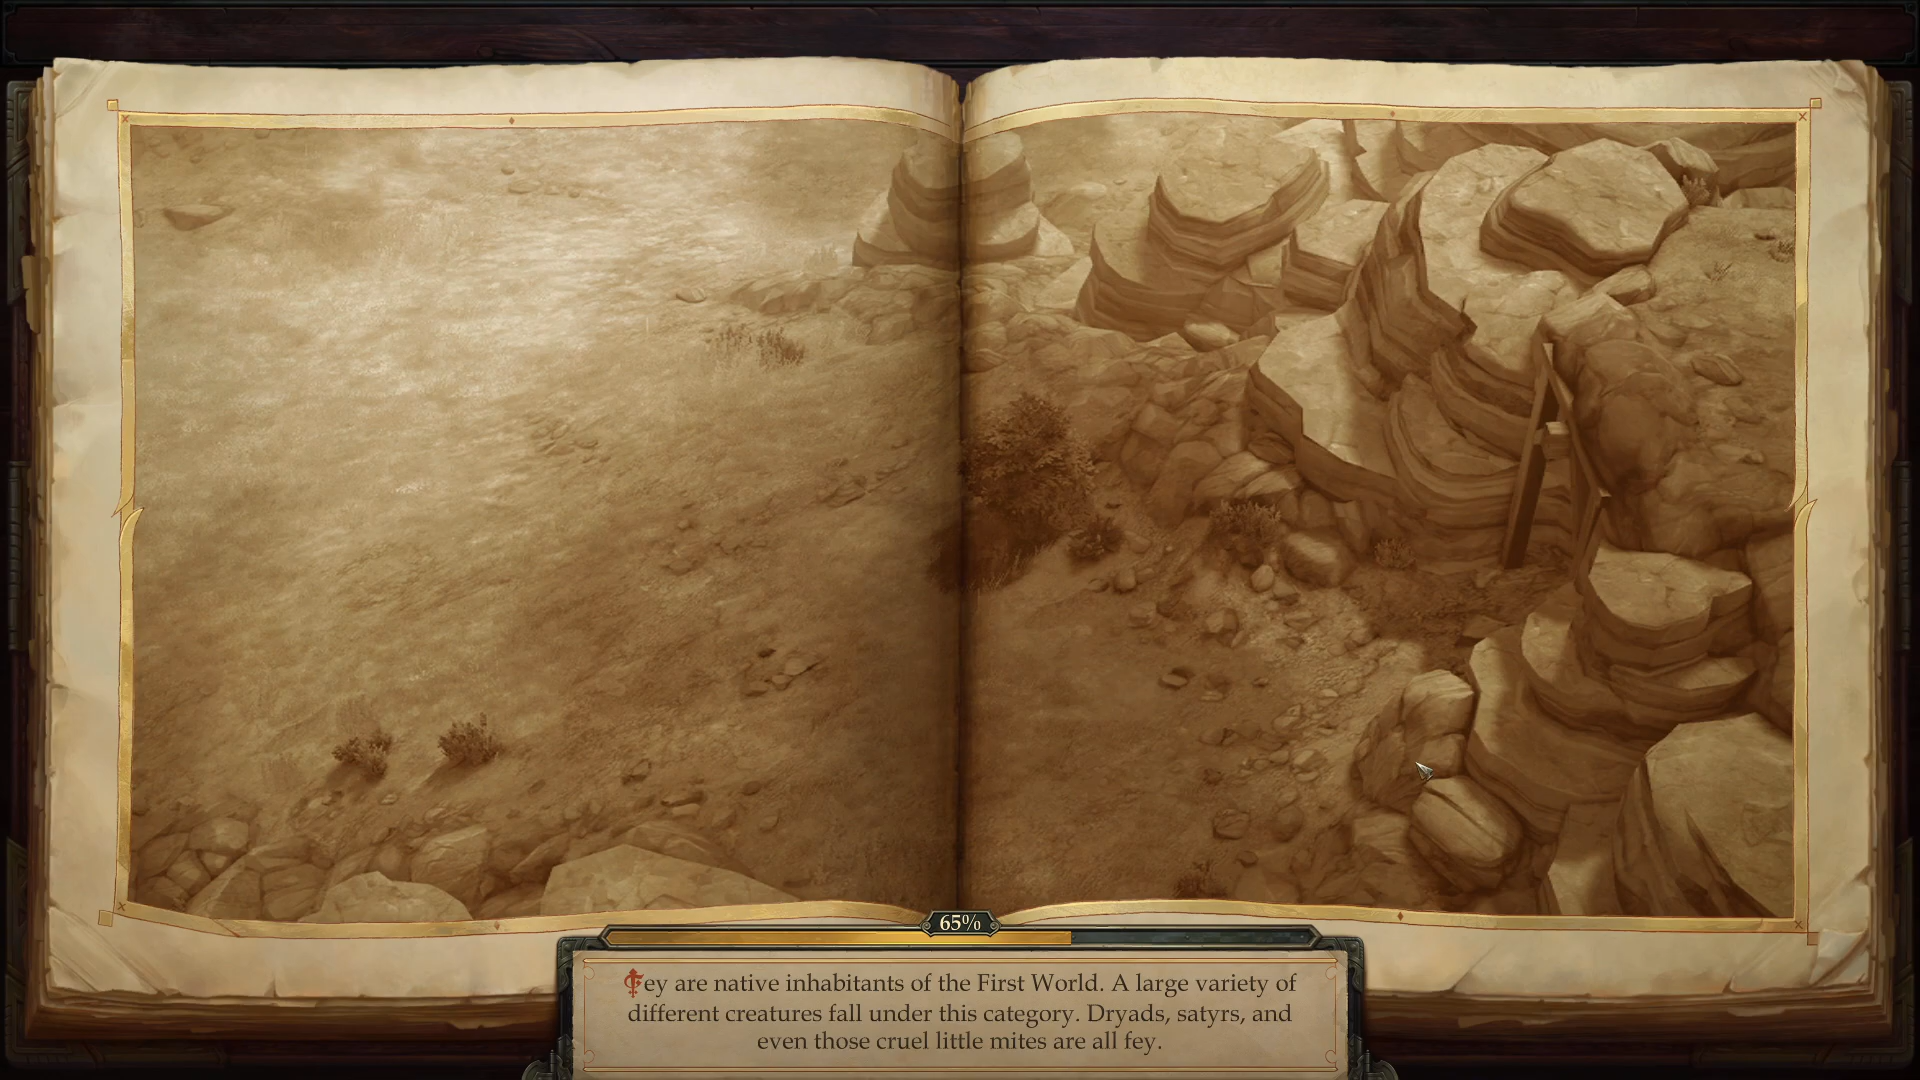 65%
Fey are native inhabitants of the First World. A large variety of
different creatures fall under this category. Dryads, satyrs, and
even those cruel little mites are all fey.